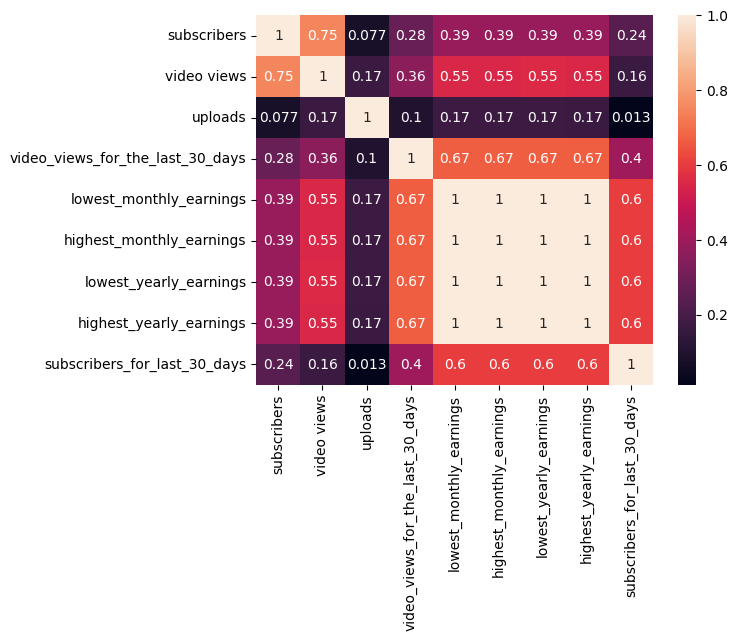 subscribers 1 0.75 0.077 0.28 0.39 0.39 0.39 0.39 0.24
video views 0.75 1 0.17 0.36 0.55 0.55 0.55 0.55 0.16
uploads 0.077 0.17 1 0.1 0.17 0.17 0.17 0.17 0.013
video_views_for_the_last_30_days 0.28 0.36 0.1 1 0.67 0.67 0.67 0.67 0.4
lowest_monthly_earnings 0.39 0.55 0.17 0.67 1 1 1 1 0.6
highest_monthly_earnings 0.39 0.55 0.17 0.67 1 1 1 1 0.6
lowest_yearly_earnings 0.39 0.55 0.17 0.67 1 1 1 1 0.6
highest_yearly_earnings 0.39 0.55 0.17 0.67 1 1 1 1 0.6
subscribers_for_last_30_days 0.24 0.16 0.013 0.4 0.6 0.6 0.6 0.6 1
subscribers
video views
uploads
video_views_for_the_last_30_days
lowest_monthly_earnings
highest_monthly_earnings
lowest_yearly_earnings
highest_yearly_earnings
subscribers_for_last_30_days
1.0
0.8
0.6
0.4
0.2